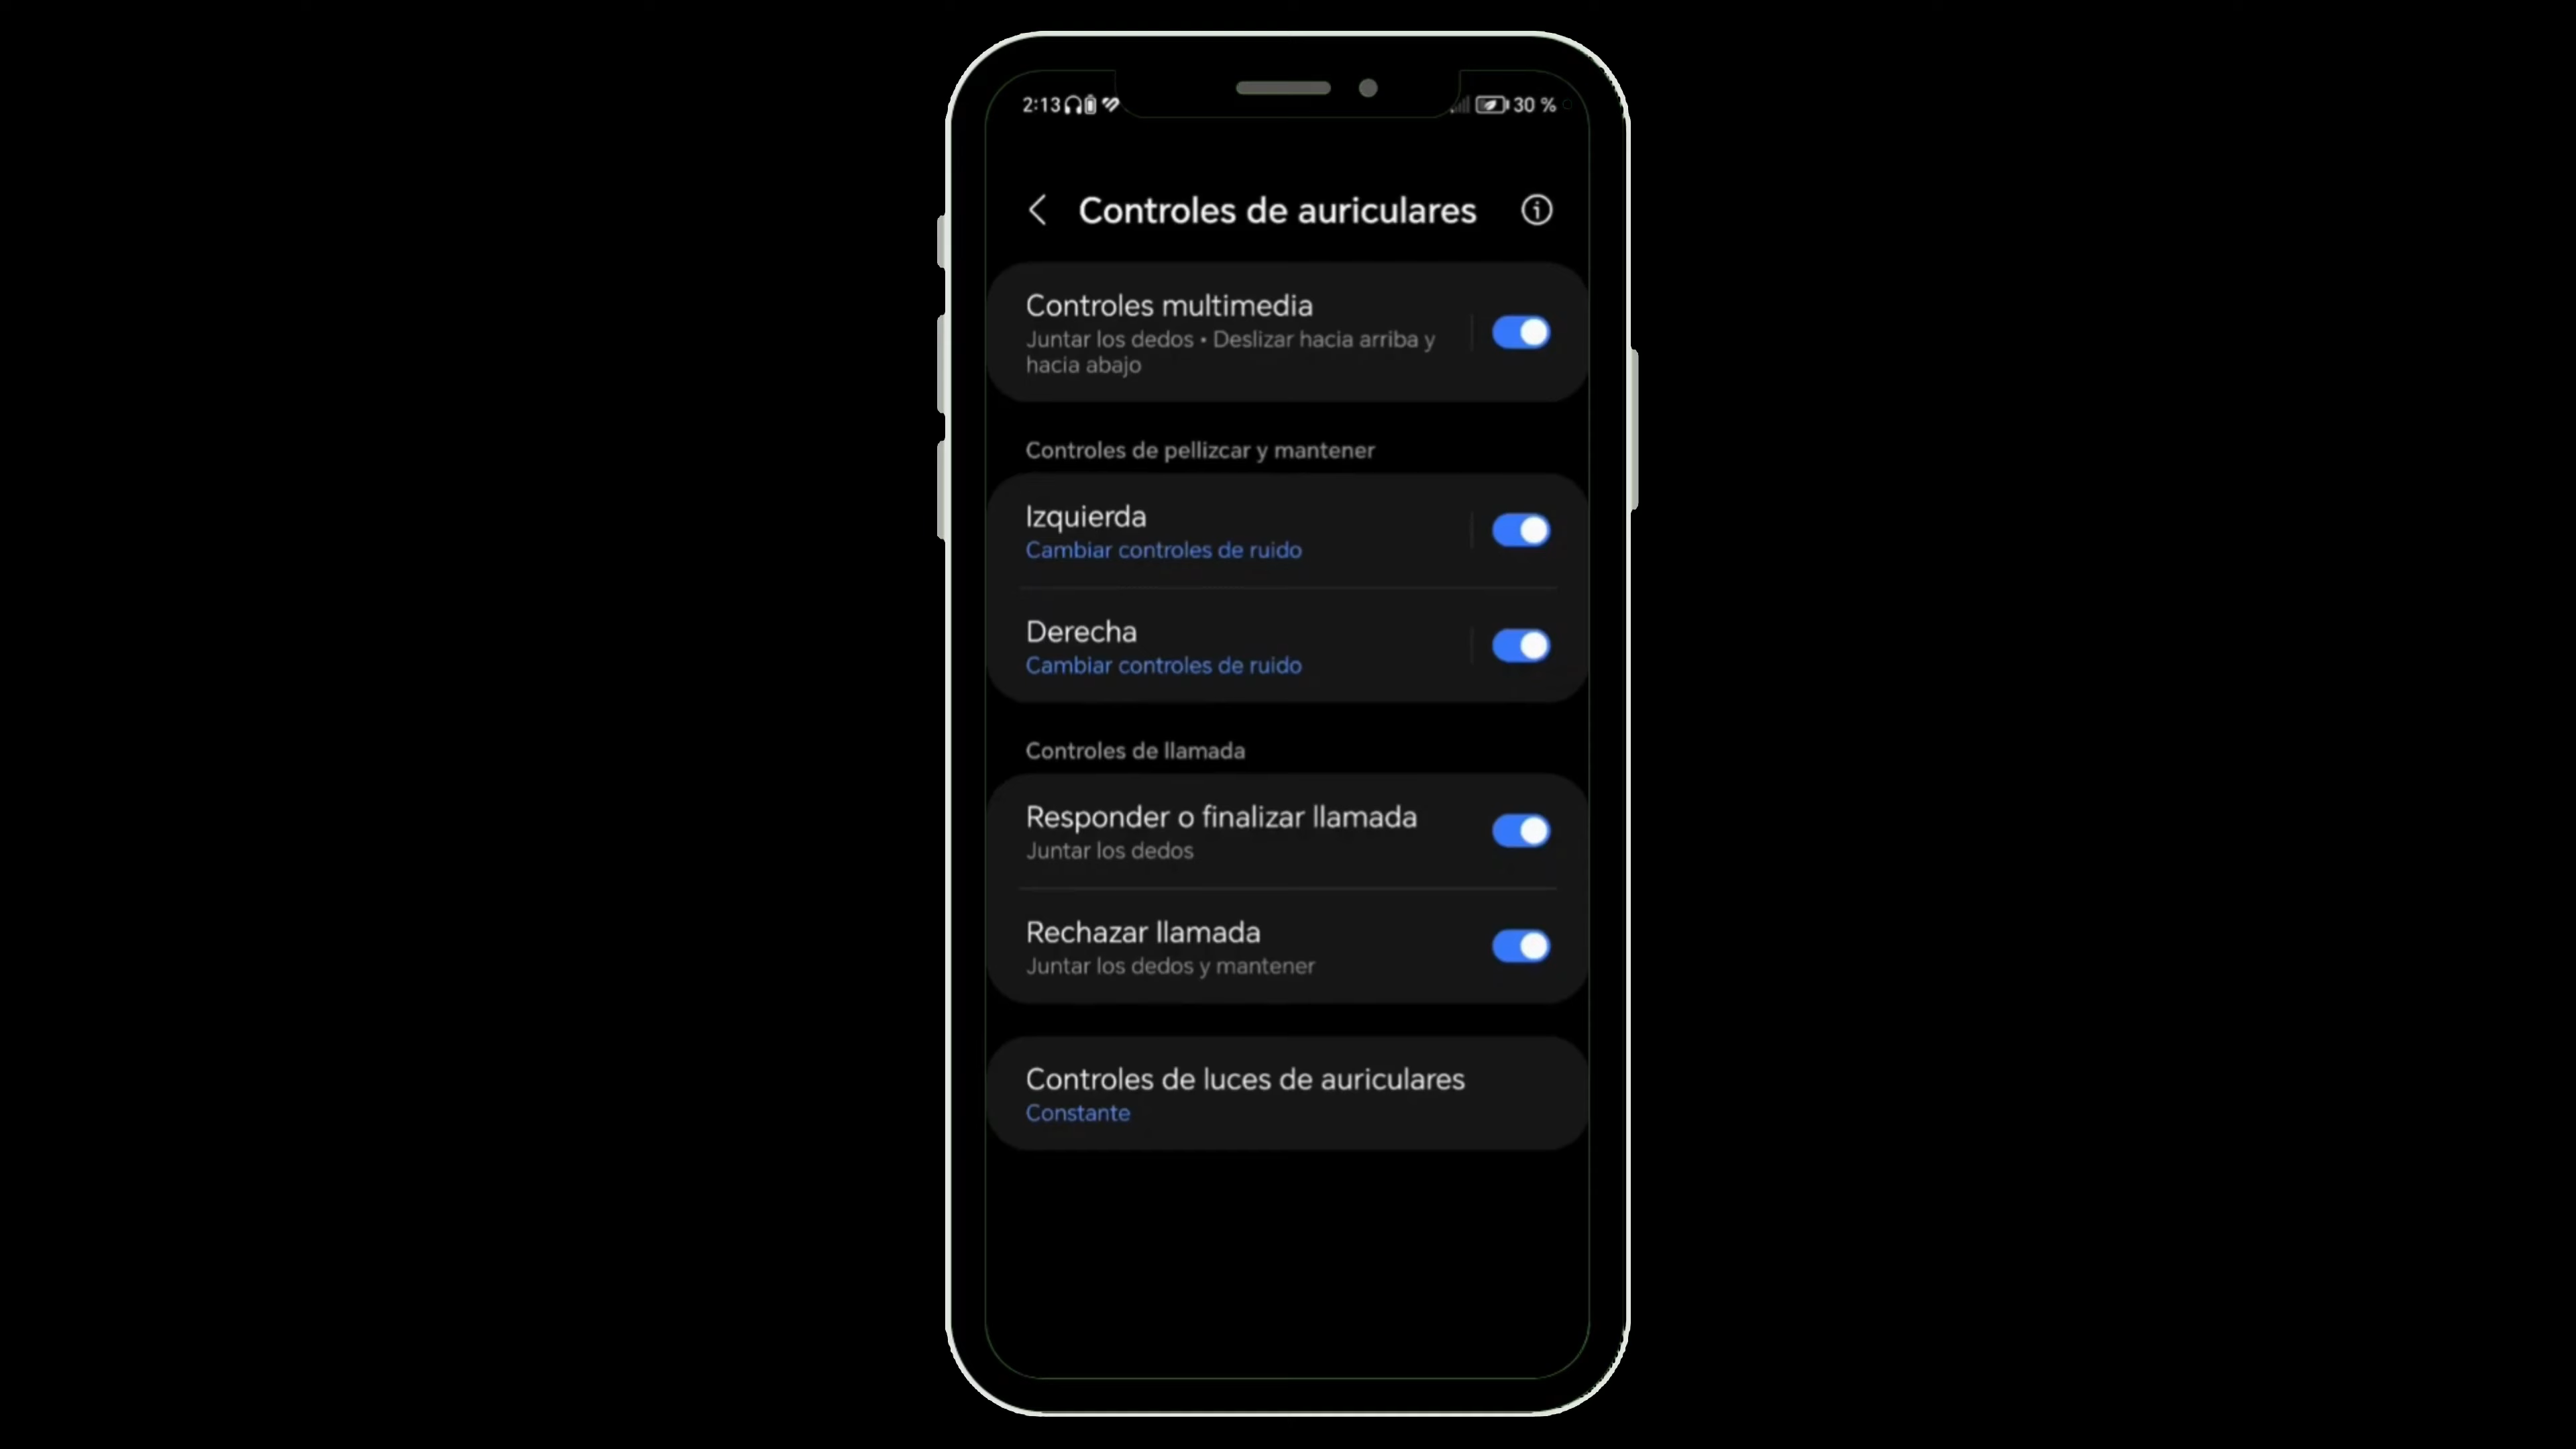 2:13
30 %
Controles de auriculares
Controles multimedia
Juntar los dedos • Deslizar hacia arriba y
hacia abajo
Controles de pellizcar y mantener
Izquierda
Cambiar controles de ruido
Derecha
Cambiar controles de ruido
Controles de llamada
Responder o finalizar llamada
Juntar los dedos
Rechazar llamada
Juntar los dedos y mantener
Controles de luces de auriculares
Constante